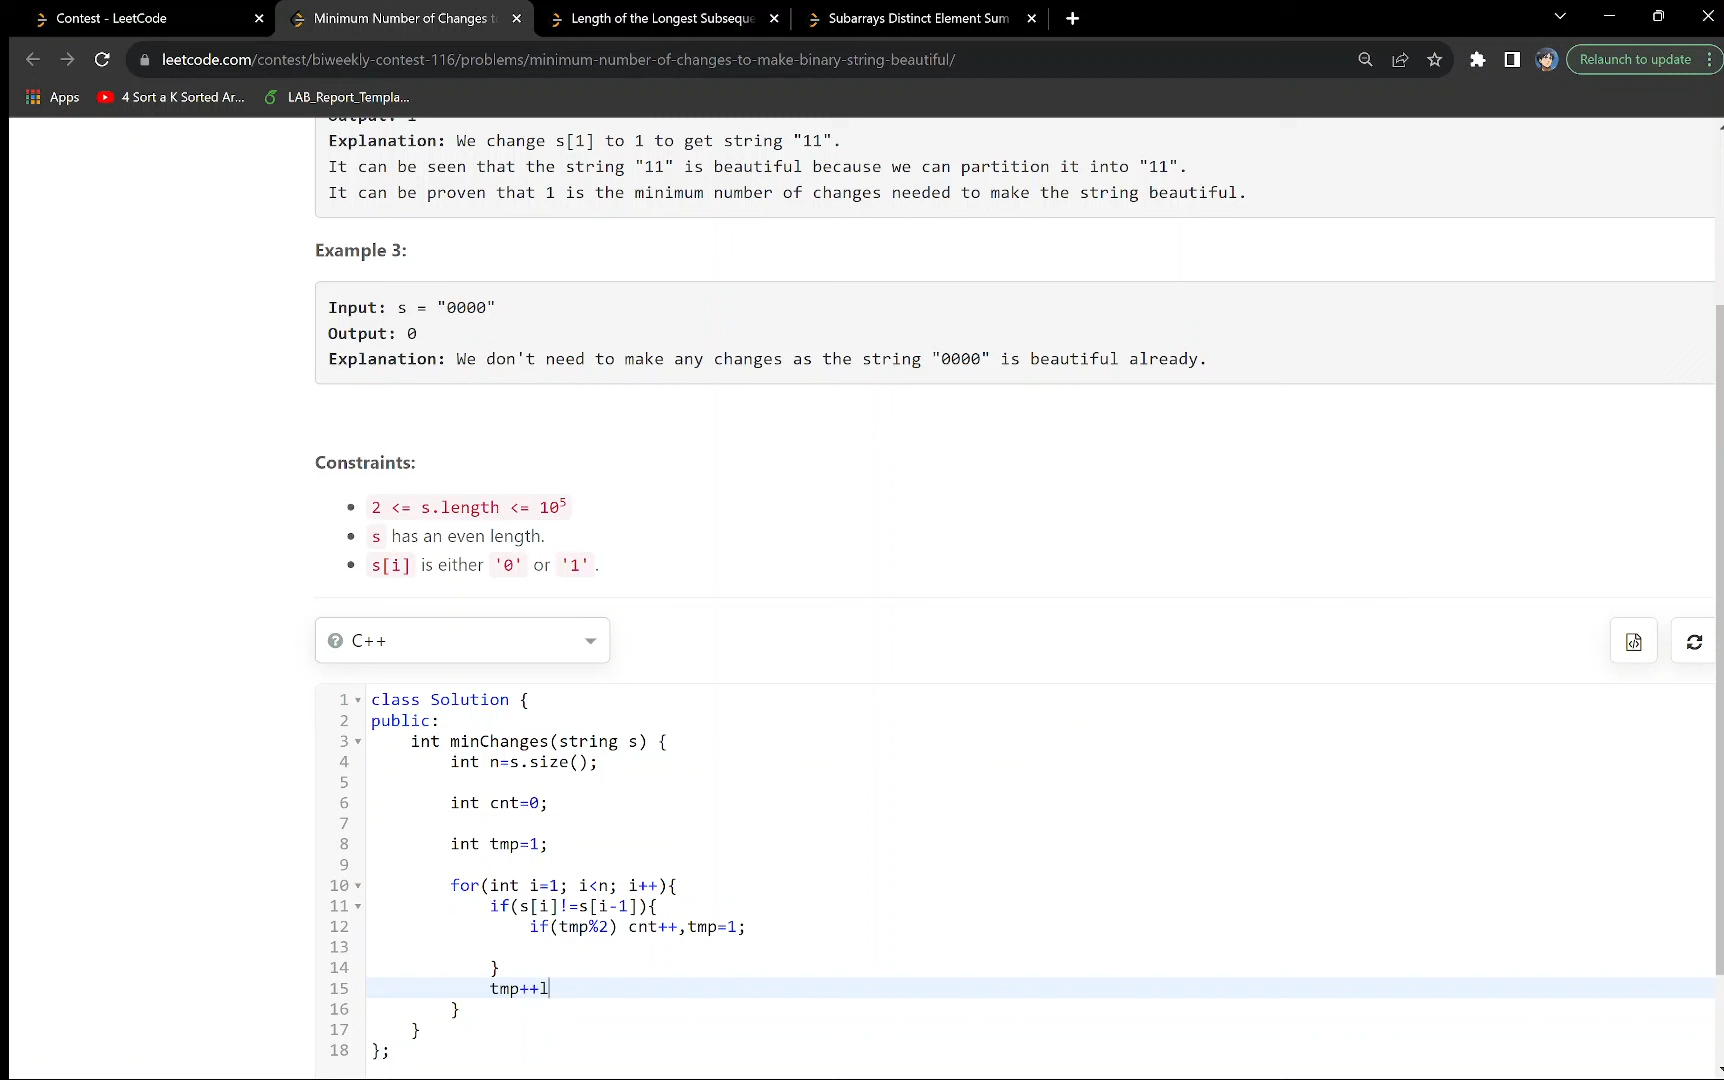 Contest - LeetCode
Minimum Number of Changes to
Length of the Longest Subseque
Subarrays Distinct Element Sum
leetcode.com/contest/biweekly-contest-116/problems/minimum-number-of-changes-to-make-binary-string-beautiful/
Relaunch to update
Apps
4 Sort a K Sorted Ar...
LAB_Report_Templa...
Output: 1
Explanation: We change s[1] to 1 to get string "11".
It can be seen that the string "11" is beautiful because we can partition it into "11".
It can be proven that 1 is the minimum number of changes needed to make the string beautiful.
Example 3:
Input: s = "0000"
Output: 0
Explanation: We don't need to make any changes as the string "0000" is beautiful already.
Constraints:
2 <= s.length <= 10⁵
s has an even length.
s[i] is either '0' or '1'.
C++
1 class Solution {
2 public:
3 int minChanges(string s) {
4 int n=s.size();
5
6 int cnt=0;
7
8 int tmp=1;
9
10 for(int i=1; i<n; i++){
11 if(s[i]!=s[i-1]){
12 if(tmp%2) cnt++,tmp=1;
13
14 }
15 tmp++l
16 }
17 }
18 };